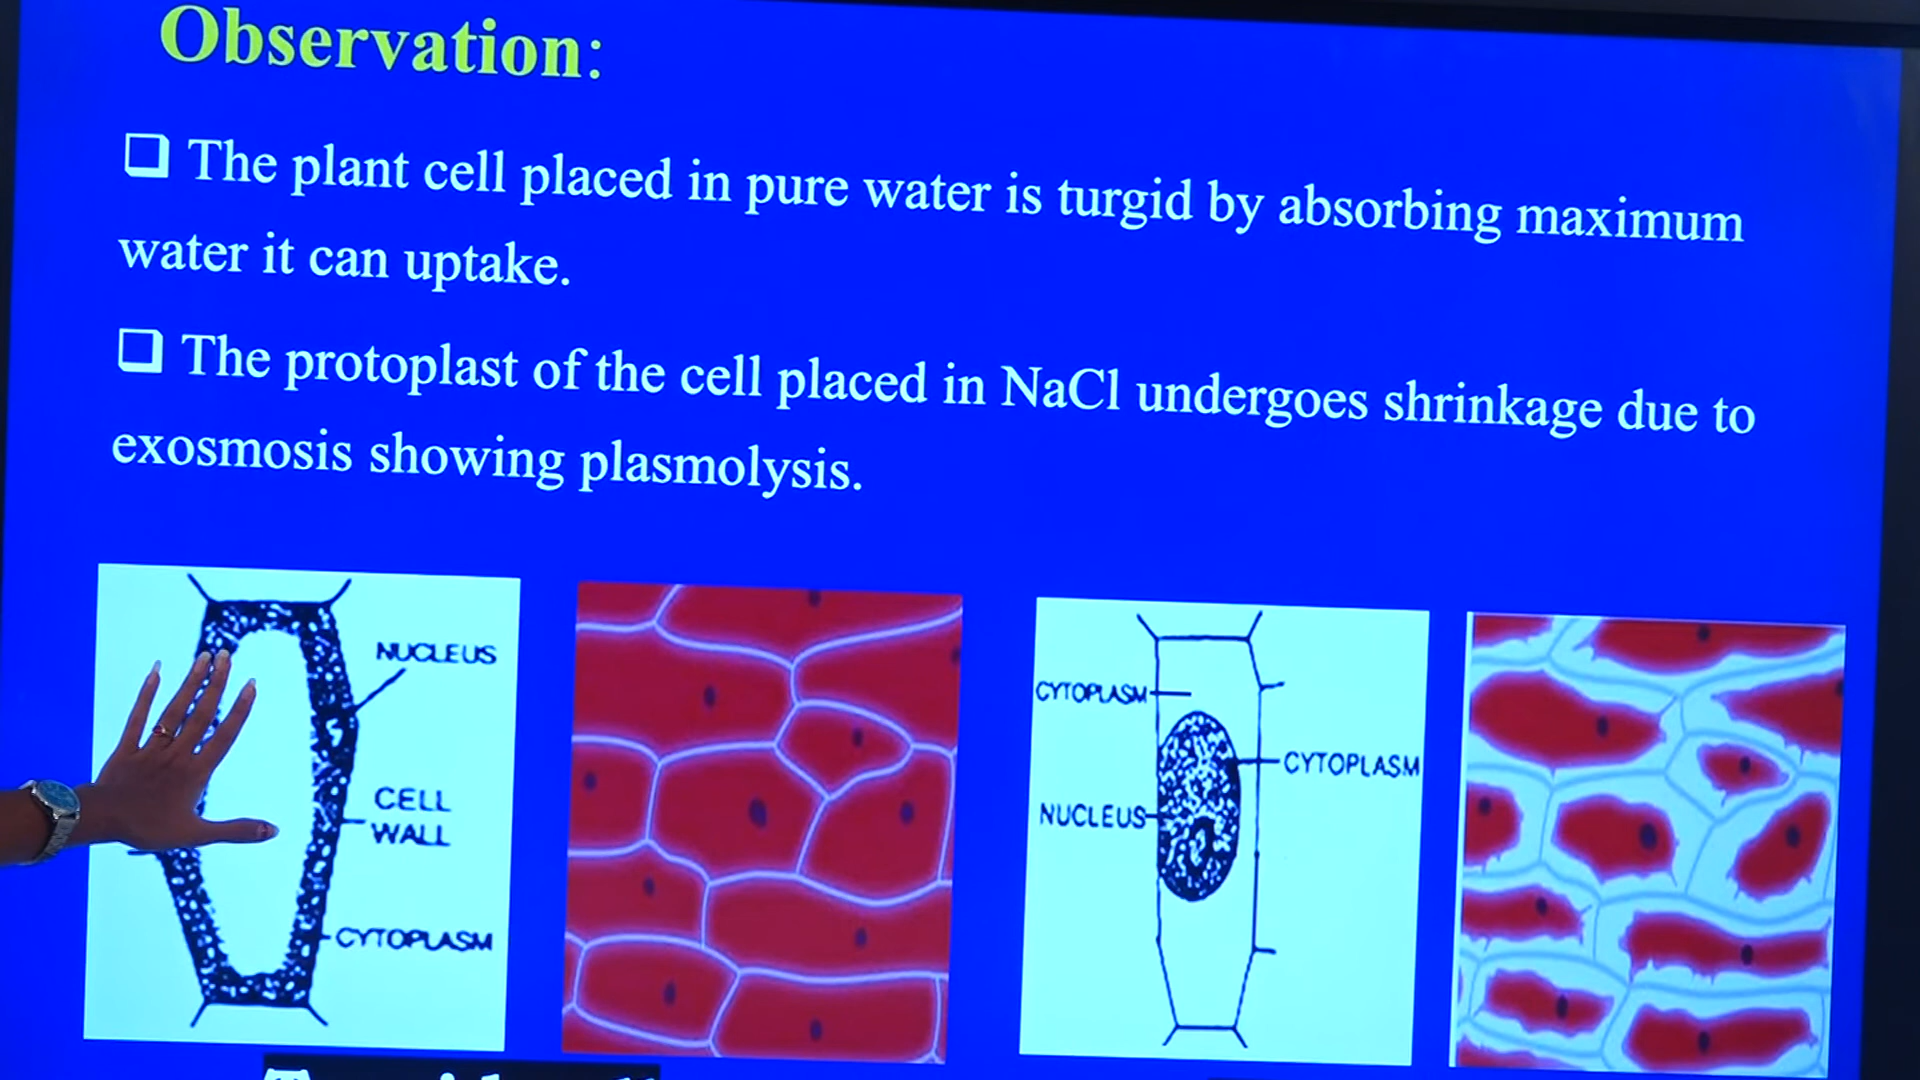 Observation:
❑ The plant cell placed in pure water is turgid by absorbing maximum
water it can uptake.
❑ The protoplast of the cell placed in NaCl undergoes shrinkage due to
exosmosis showing plasmolysis.
NUCLEUS
CELL
WALL
CYTOPLASM
CYTOPLASM
CYTOPLASM
NUCLEUS